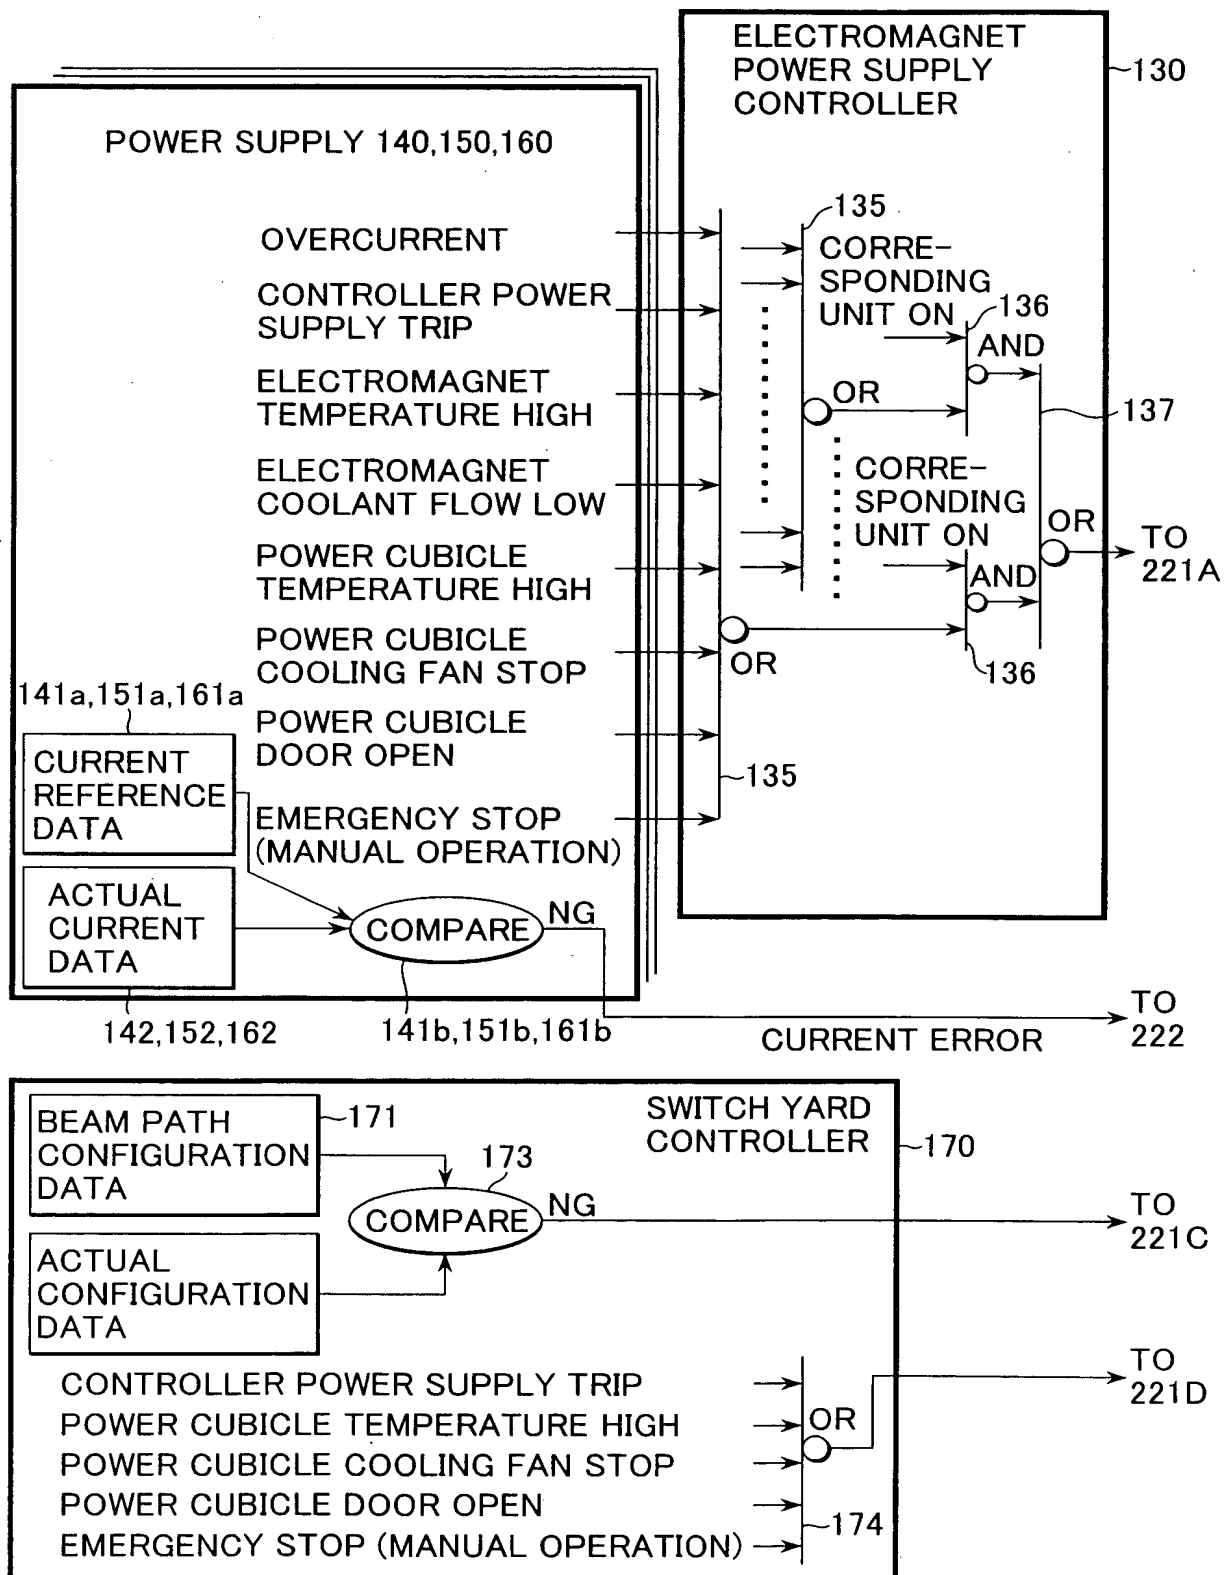 ELECTROMAGNET
POWER SUPPLY
CONTROLLER
130
POWER SUPPLY 140,150,160
OVERCURRENT
CONTROLLER POWER
SUPPLY TRIP
ELECTROMAGNET
TEMPERATURE HIGH
ELECTROMAGNET
COOLANT FLOW LOW
POWER CUBICLE
TEMPERATURE HIGH
POWER CUBICLE
COOLING FAN STOP
POWER CUBICLE
DOOR OPEN
EMERGENCY STOP
(MANUAL OPERATION)
135
CORRE-
SPONDING
UNIT ON
136
AND
OR
137
CORRE-
SPONDING
UNIT ON
AND
OR
TO
221A
OR
136
135
141a,151a,161a
CURRENT
REFERENCE
DATA
ACTUAL
CURRENT
DATA
COMPARE
NG
142,152,162
141b,151b,161b
CURRENT ERROR
TO
222
BEAM PATH
CONFIGURATION
DATA
171
SWITCH YARD
CONTROLLER
170
173
COMPARE
NG
TO
221C
ACTUAL
CONFIGURATION
DATA
CONTROLLER POWER SUPPLY TRIP
POWER CUBICLE TEMPERATURE HIGH
POWER CUBICLE COOLING FAN STOP
POWER CUBICLE DOOR OPEN
EMERGENCY STOP (MANUAL OPERATION)
OR
174
TO
221D